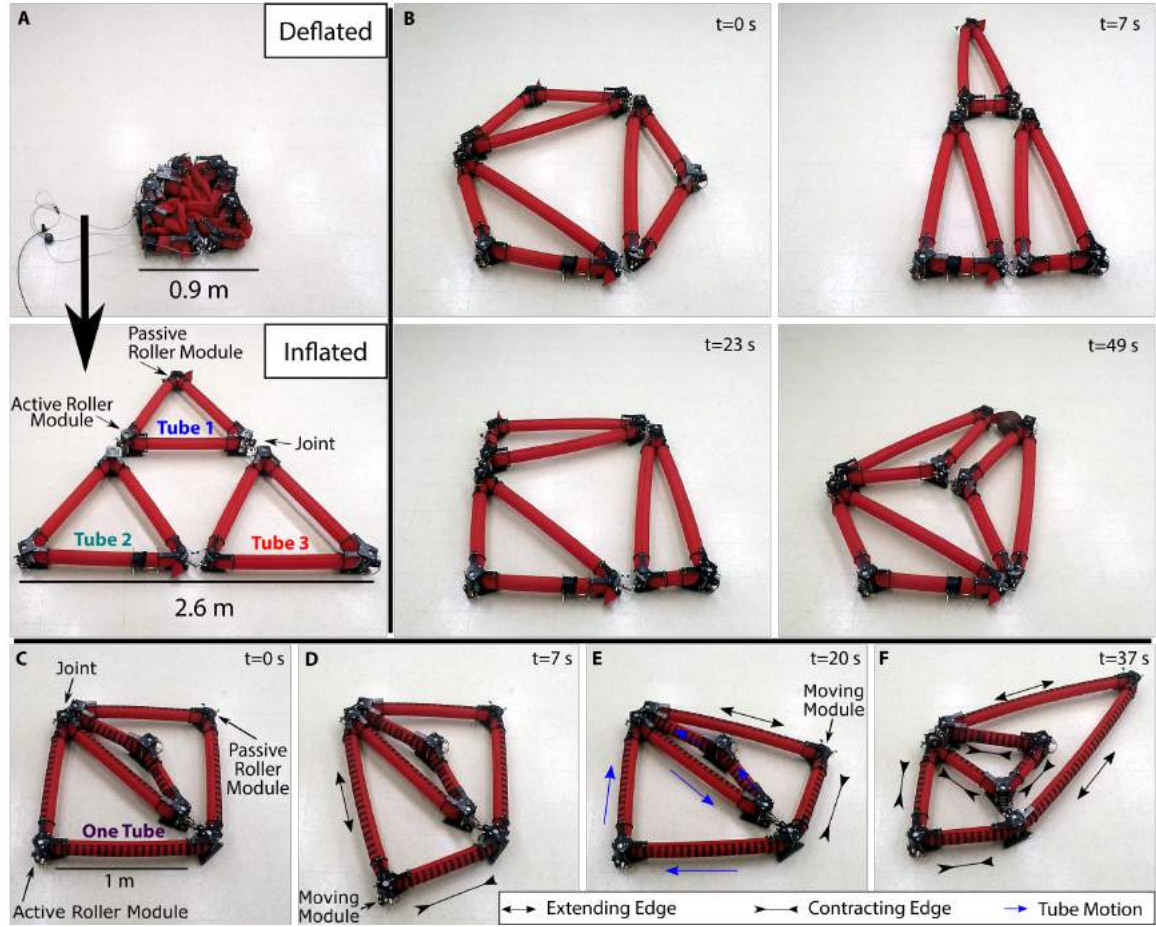 A
Deflated
0.9 m
Inflated
Passive
Roller Module
Active Roller
Module
Tube 1
Joint
Tube 2
Tube 3
2.6 m
B
t=0 s
t=7 s
t=23 s
t=49 s
C
t=0 s
Joint
Passive
Roller
Module
One Tube
1 m
Active Roller Module
D
t=7 s
Moving
Module
E
t=20 s
Moving
Module
F
t=37 s
Extending Edge
Contracting Edge
Tube Motion